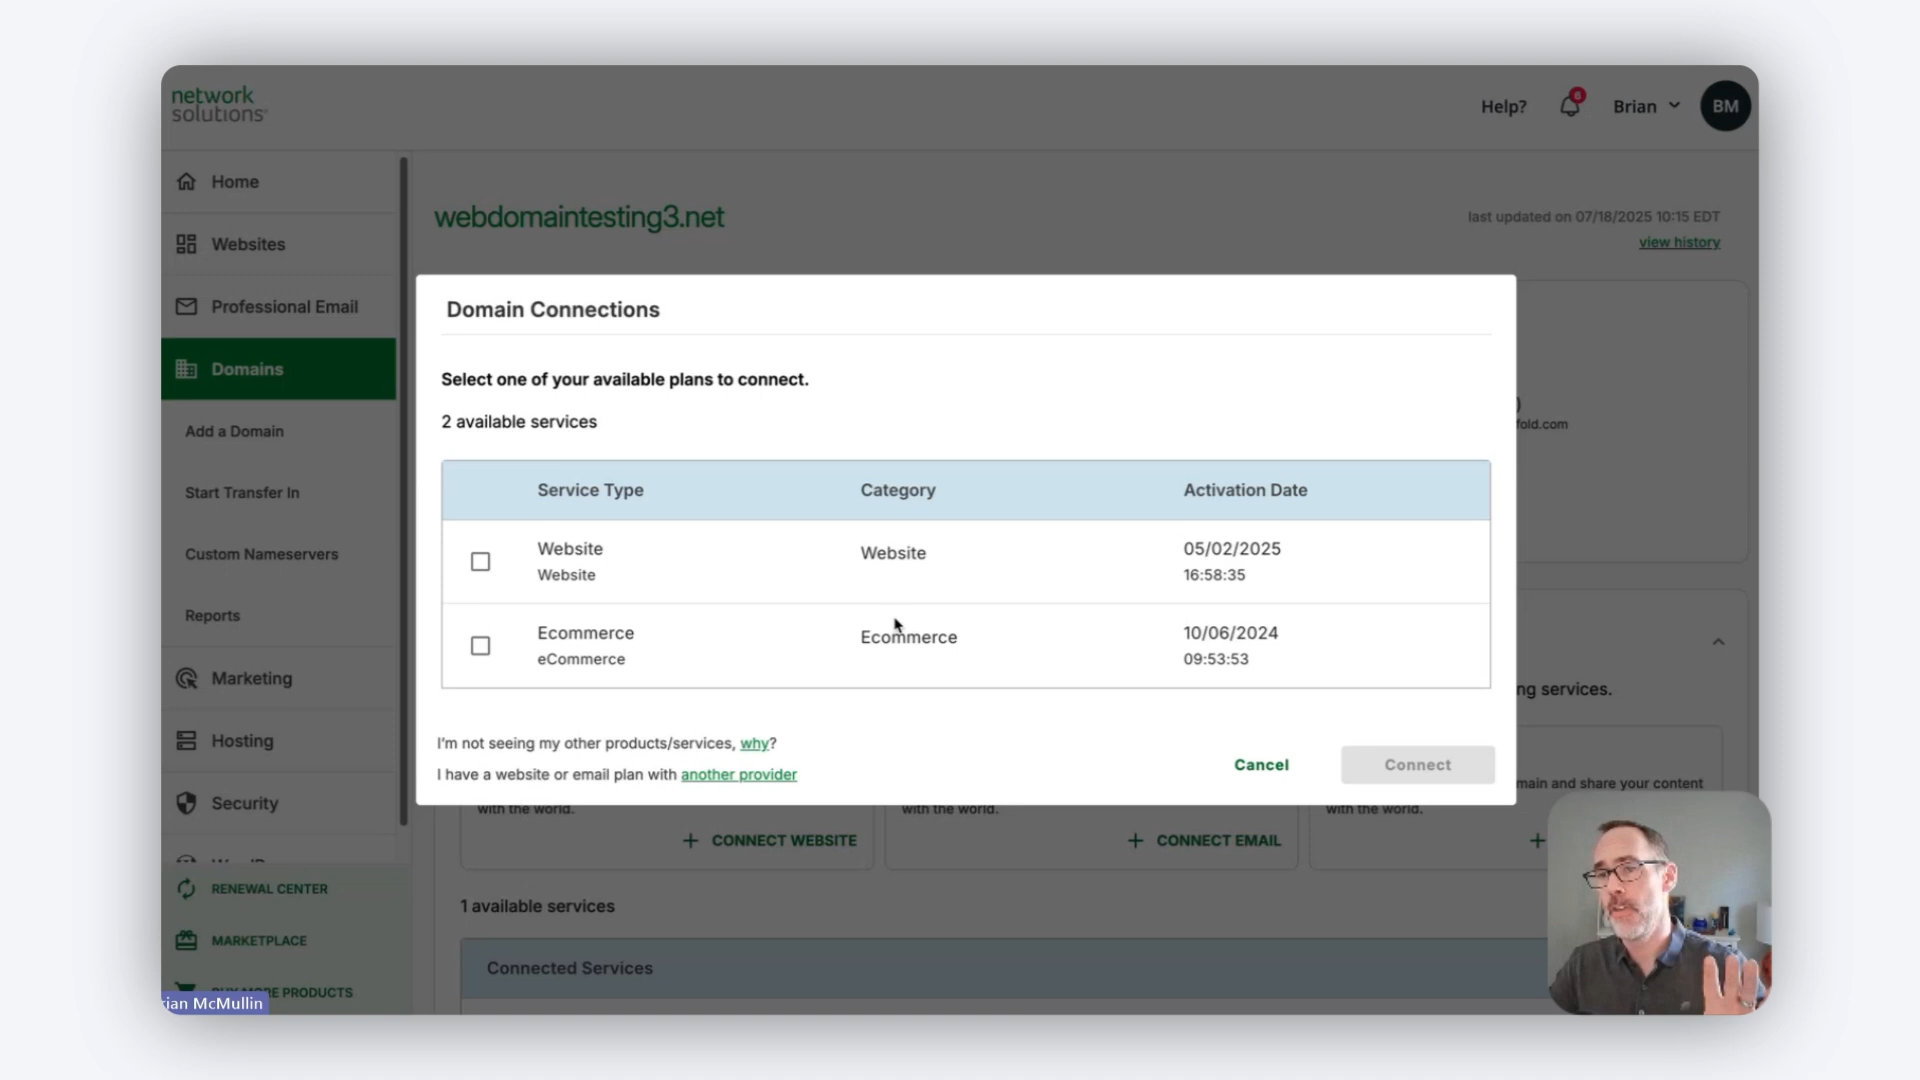 network
solutions
Help?
6
Brian
BM
Home
Websites
Professional Email
Domains
Add a Domain
Start Transfer In
Custom Nameservers
Reports
Marketing
Hosting
Security
RENEWAL CENTER
MARKETPLACE
BUY MORE PRODUCTS
rian McMullin
webdomaintesting3.net
last updated on 07/18/2025 10:15 EDT
view history
Domain Connections
Select one of your available plans to connect.
2 available services
Service Type Category Activation Date
Website Website 05/02/2025
Website 16:58:35
Ecommerce Ecommerce 10/06/2024
eCommerce 09:53:53
I'm not seeing my other products/services, why?
I have a website or email plan with another provider
Cancel
Connect
)
fold.com
ng services.
main and share your content
with the world. with the world. with the world.
+ CONNECT WEBSITE + CONNECT EMAIL +
1 available services
Connected Services